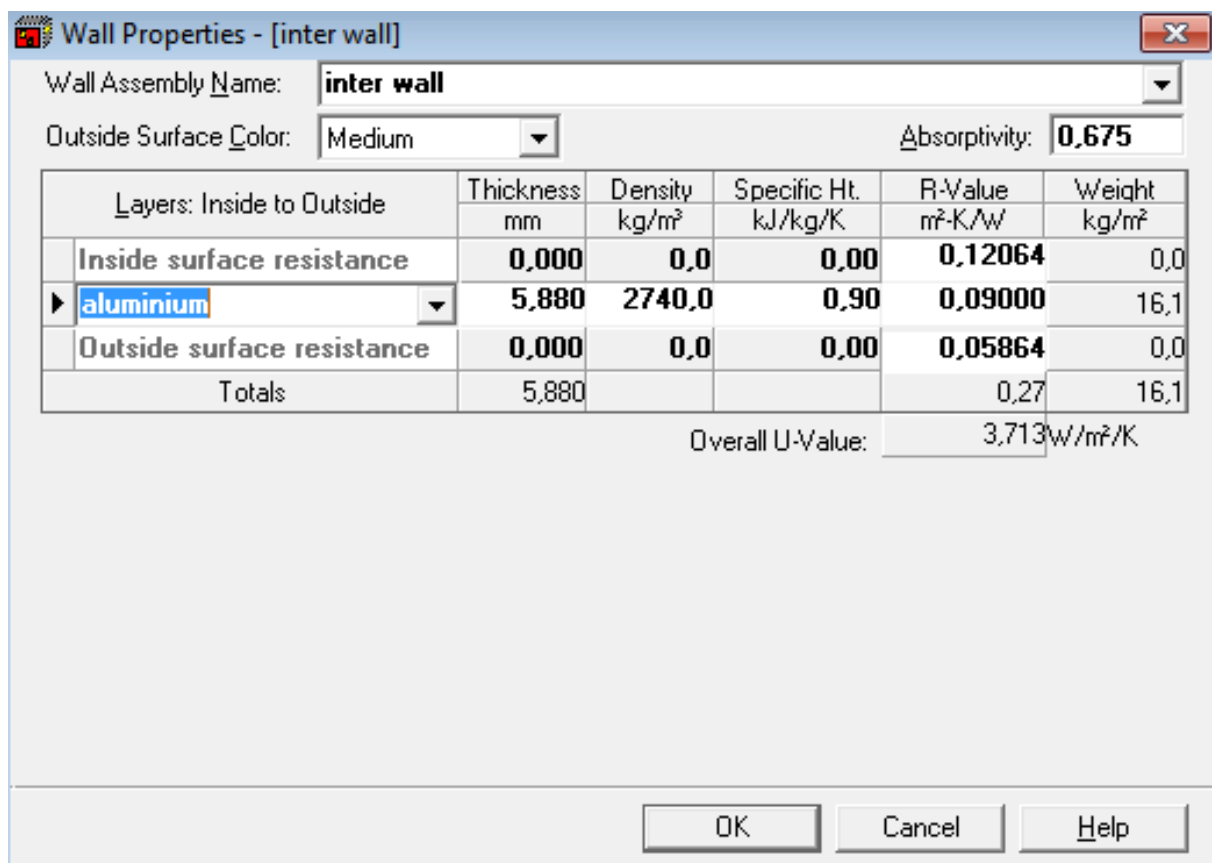 Wall Properties - [inter wall]
Wall Assembly Name: inter wall
Outside Surface Color: Medium Absorptivity: 0,675
Layers: Inside to Outside Thickness Density Specific Ht. R-Value Weight
mm kg/m³ kJ/kg/K m²-K/W kg/m²
Inside surface resistance 0,000 0,0 0,00 0,12064 0,0
aluminium 5,880 2740,0 0,90 0,09000 16,1
Outside surface resistance 0,000 0,0 0,00 0,05864 0,0
Totals 5,880 0,27 16,1
Overall U-Value: 3,713 W/m²/K
OK Cancel Help